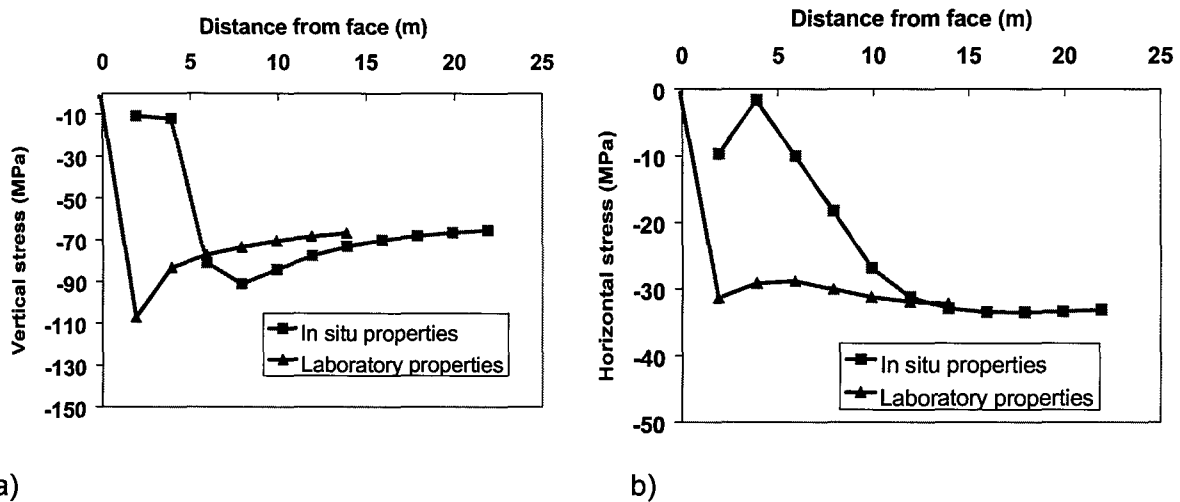 Distance from face (m)
0 5 10 15 20 25
-10
-30
-50
-70
-90
-110
-130
-150
Vertical stress (MPa)
In situ properties
Laboratory properties
a)
Distance from face (m)
0 5 10 15 20 25
0
-10
-20
-30
-40
-50
Horizontal stress (MPa)
In situ properties
Laboratory properties
b)